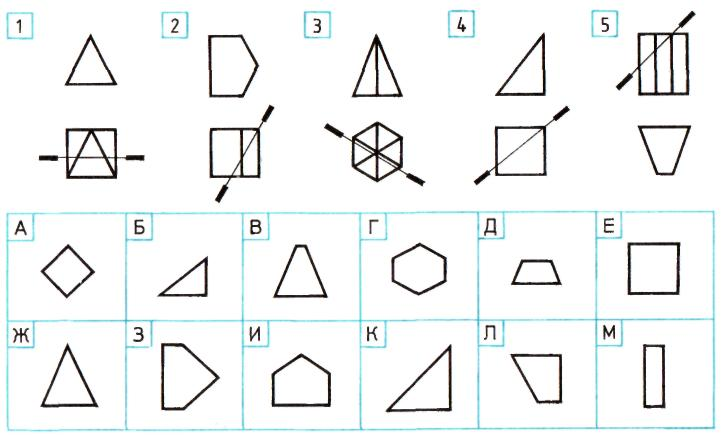 1 2 3 4 5
А Б В Г Д Е
Ж З И К Л М